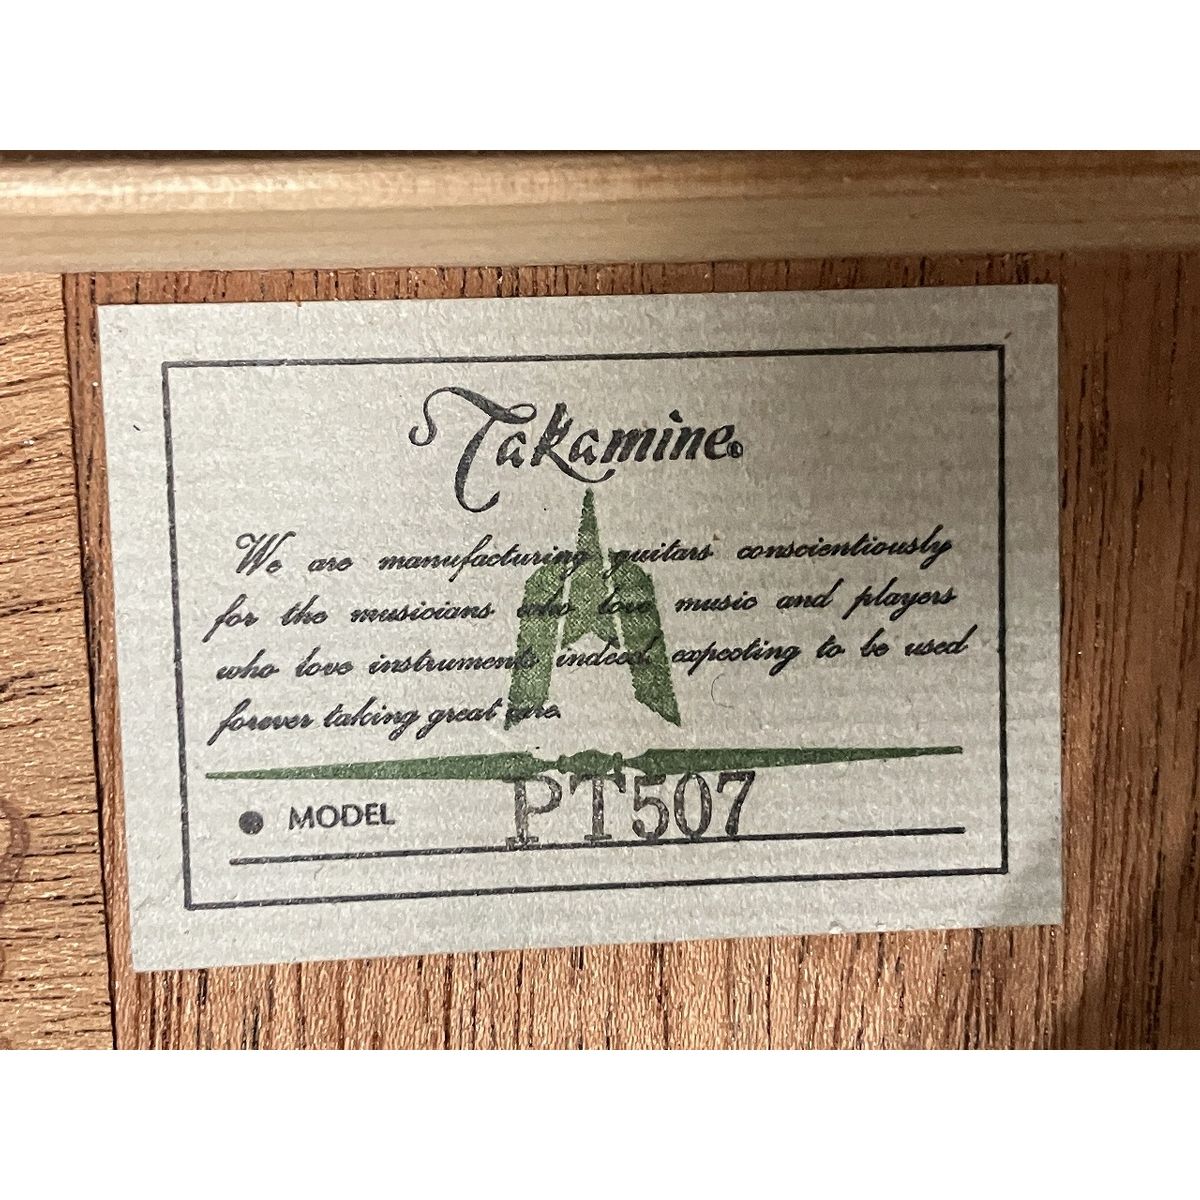 Takamine®
We are manufacturing guitars conscientiously
for the musicians who love music and players
who love instruments indeed expecting to be used
forever taking great care.
● MODEL PT507